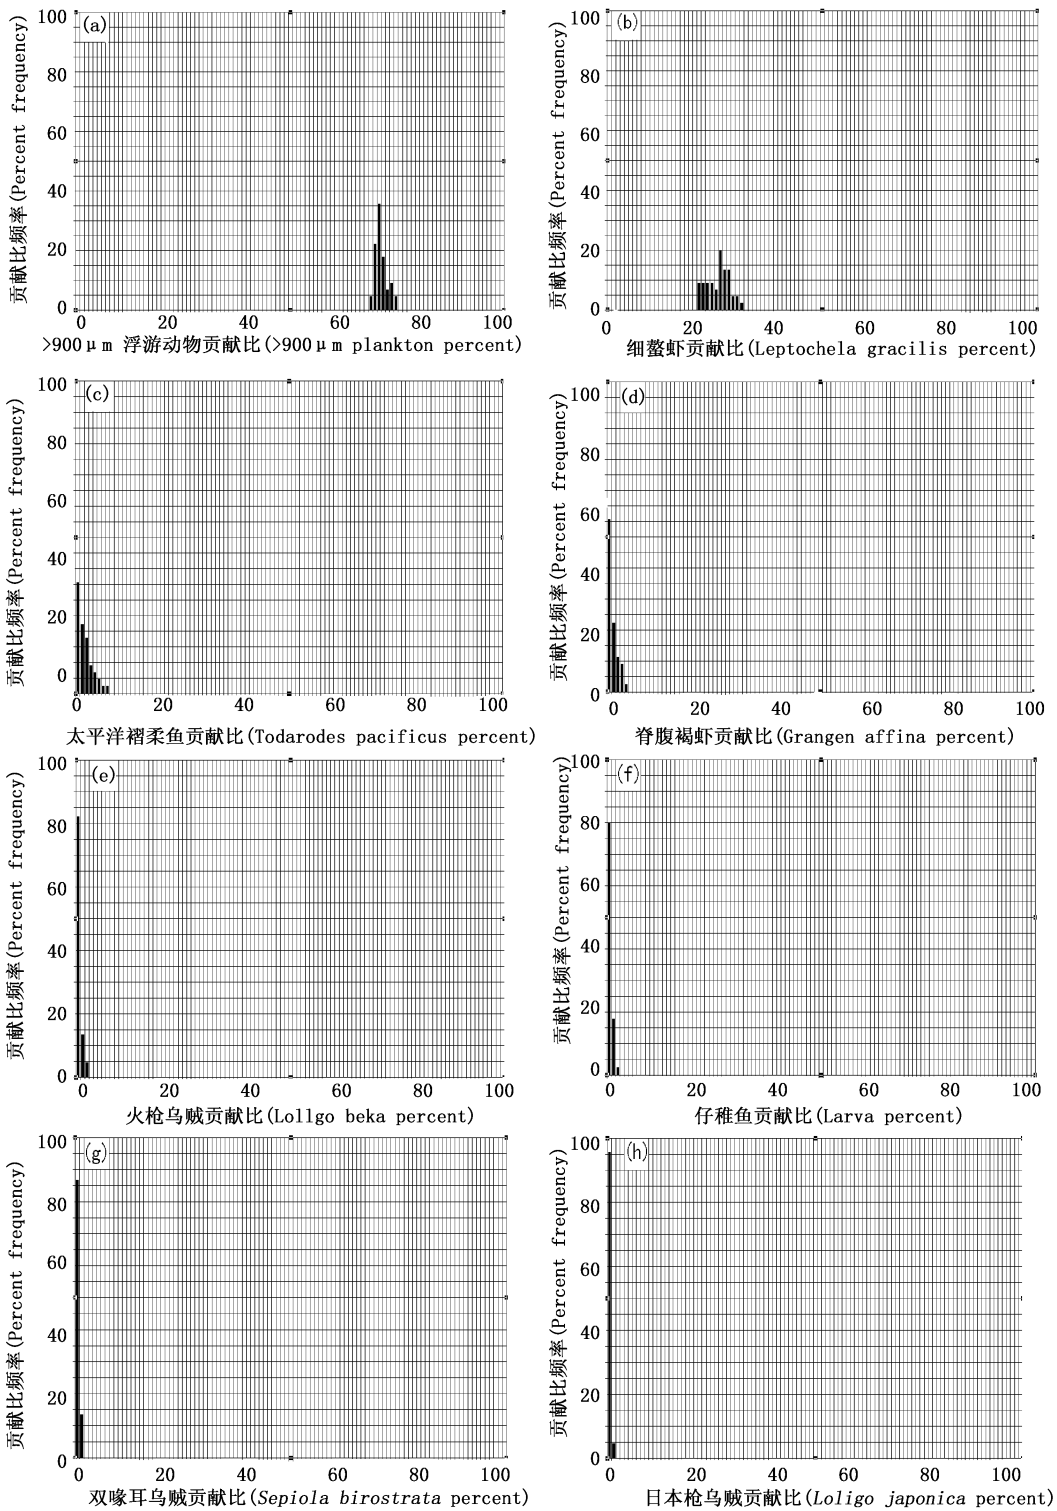 (a)
贡献比频率(Percent frequency)
100
80
60
40
20
0
0 20 40 60 80 100
>900μm 浮游动物贡献比(>900μm plankton percent)
(b)
贡献比频率(Percent frequency)
100
80
60
40
20
0
0 20 40 60 80 100
细螯虾贡献比(Leptochela gracilis percent)
(c)
贡献比频率(Percent frequency)
100
80
60
40
20
0
0 20 40 60 80 100
太平洋褶柔鱼贡献比(Todarodes pacificus percent)
(d)
贡献比频率(Percent frequency)
100
80
60
40
20
0
0 20 40 60 80 100
脊腹褐虾贡献比(Grangen affina percent)
(e)
贡献比频率(Percent frequency)
100
80
60
40
20
0
0 20 40 60 80 100
火枪乌贼贡献比(Lollgo beka percent)
(f)
贡献比频率(Percent frequency)
100
80
60
40
20
0
0 20 40 60 80 100
仔稚鱼贡献比(Larva percent)
(g)
贡献比频率(Percent frequency)
100
80
60
40
20
0
0 20 40 60 80 100
双喙耳乌贼贡献比(Sepiola birostrata percent)
(h)
贡献比频率(Percent frequency)
100
80
60
40
20
0
0 20 40 60 80 100
日本枪乌贼贡献比(Loligo japonica percent)